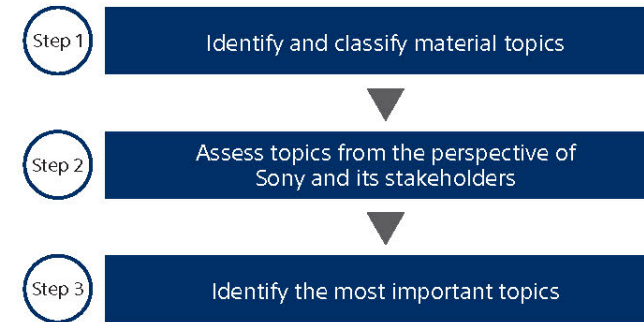 Step 1
Identify and classify material topics
Step 2
Assess topics from the perspective of
Sony and its stakeholders
Step 3
Identify the most important topics